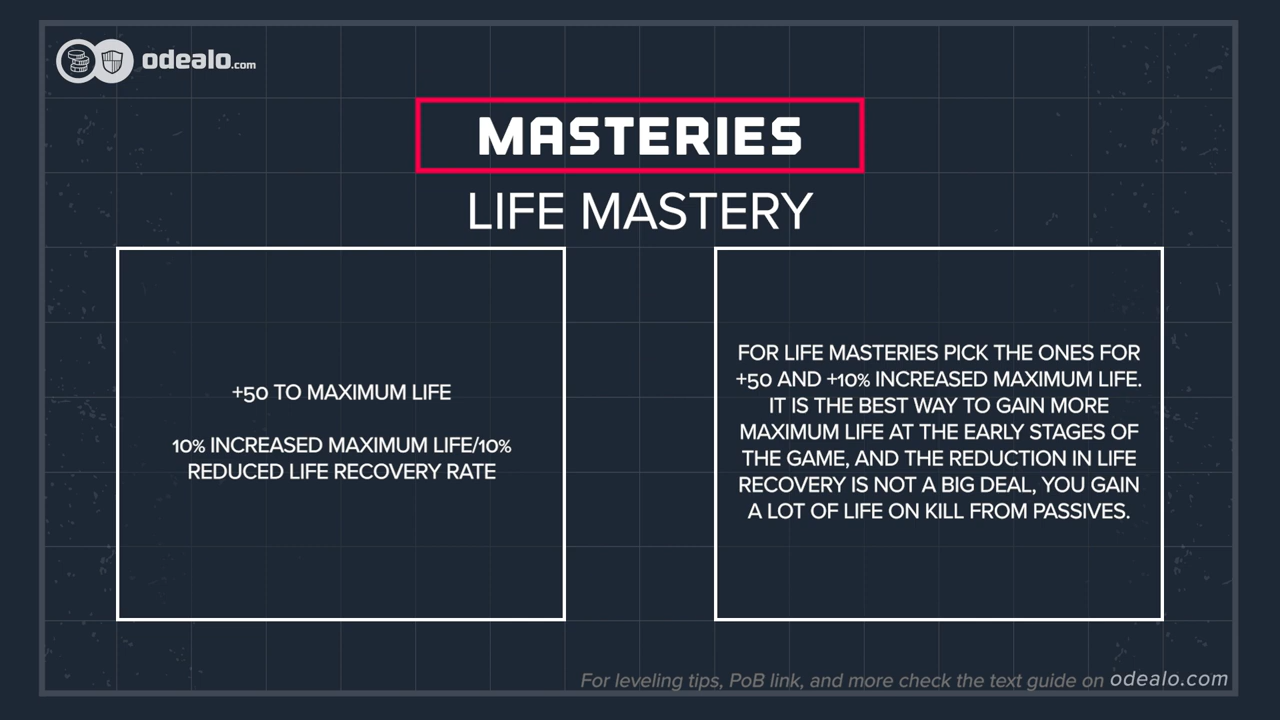 odealo.com
MASTERIES
LIFE MASTERY
+50 TO MAXIMUM LIFE
10% INCREASED MAXIMUM LIFE/10%
REDUCED LIFE RECOVERY RATE
FOR LIFE MASTERIES PICK THE ONES FOR
+50 AND +10% INCREASED MAXIMUM LIFE.
IT IS THE BEST WAY TO GAIN MORE
MAXIMUM LIFE AT THE EARLY STAGES OF
THE GAME, AND THE REDUCTION IN LIFE
RECOVERY IS NOT A BIG DEAL, YOU GAIN
A LOT OF LIFE ON KILL FROM PASSIVES.
For leveling tips, PoB link, and more check the text guide on odealo.com